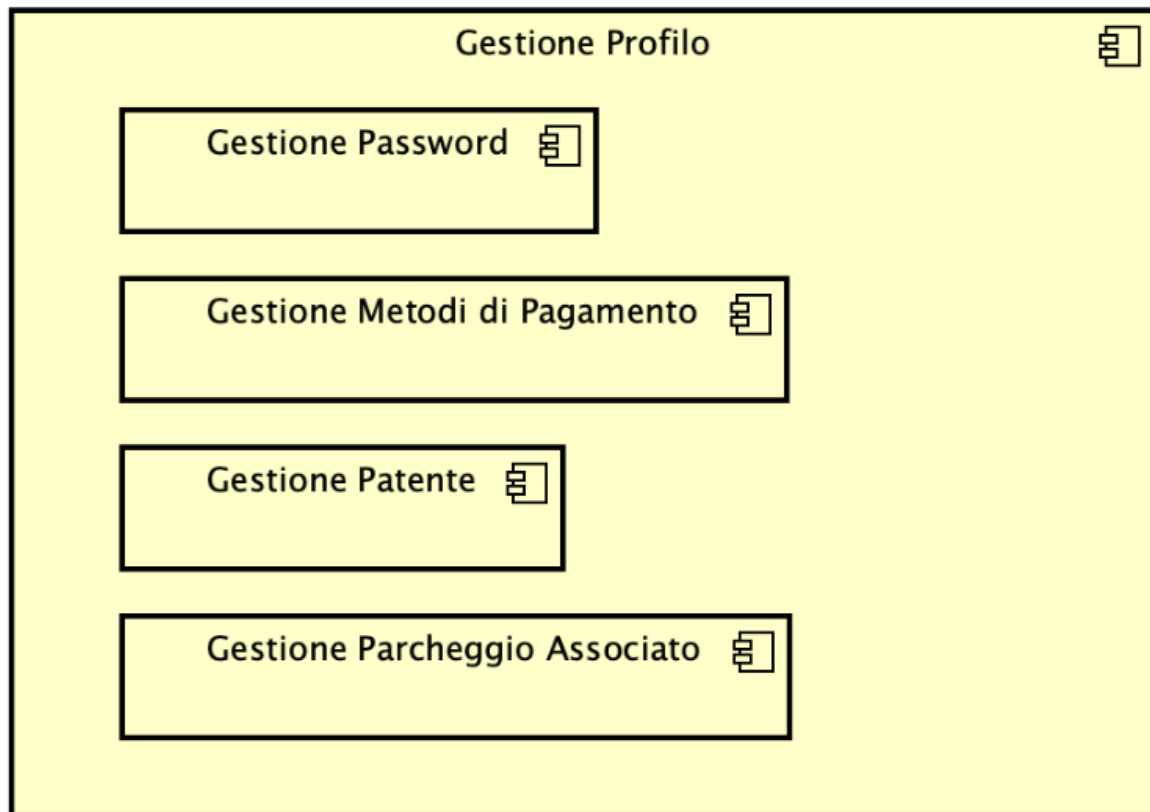 Gestione Profilo
Gestione Password
Gestione Metodi di Pagamento
Gestione Patente
Gestione Parcheggio Associato